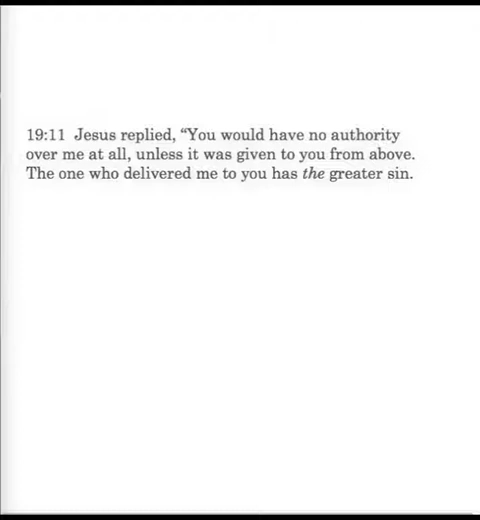 19:11 Jesus replied, “You would have no authority
over me at all, unless it was given to you from above.
The one who delivered me to you has the greater sin.